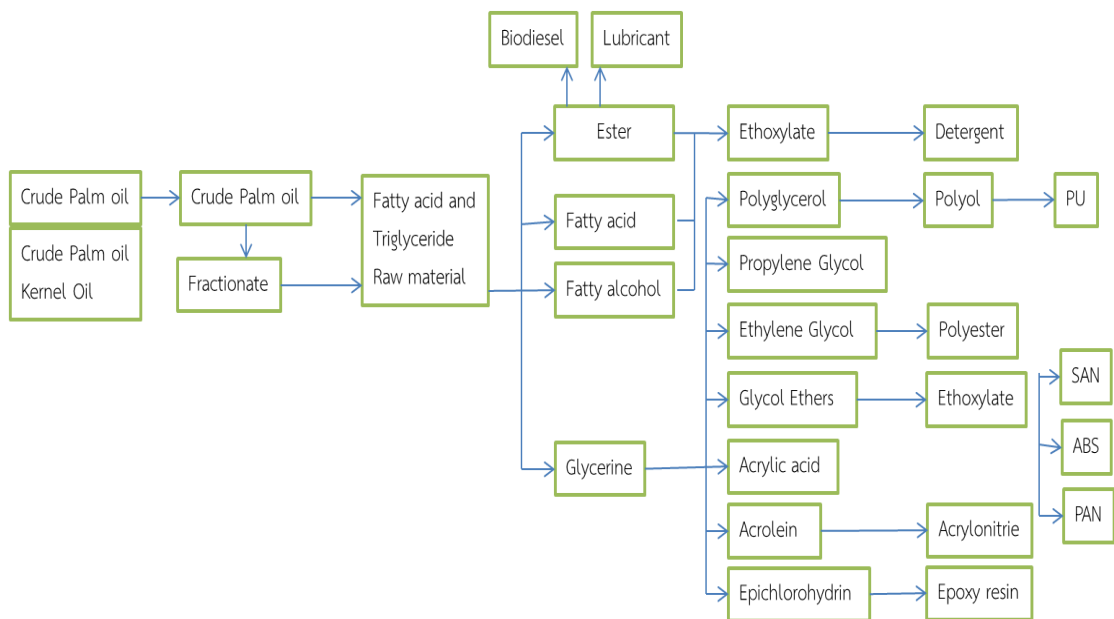 Biodiesel
Lubricant
Ester
Ethoxylate
Detergent
Crude Palm oil
Crude Palm oil
Kernel Oil
Crude Palm oil
Fractionate
Fatty acid and
Triglyceride
Raw material
Fatty acid
Fatty alcohol
Glycerine
Polyglycerol
Polyol
PU
Propylene Glycol
Ethylene Glycol
Polyester
Glycol Ethers
Ethoxylate
Acrylic acid
Acrolein
Acrylonitrie
Epichlorohydrin
Epoxy resin
SAN
ABS
PAN